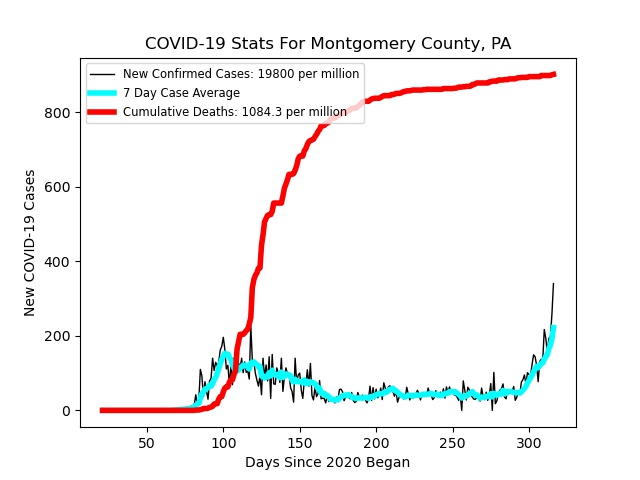 COVID-19 Stats For Montgomery County, PA
New Confirmed Cases: 19800 per million
7 Day Case Average
Cumulative Deaths: 1084.3 per million
New COVID-19 Cases
800
600
400
200
0
50 100 150 200 250 300
Days Since 2020 Began